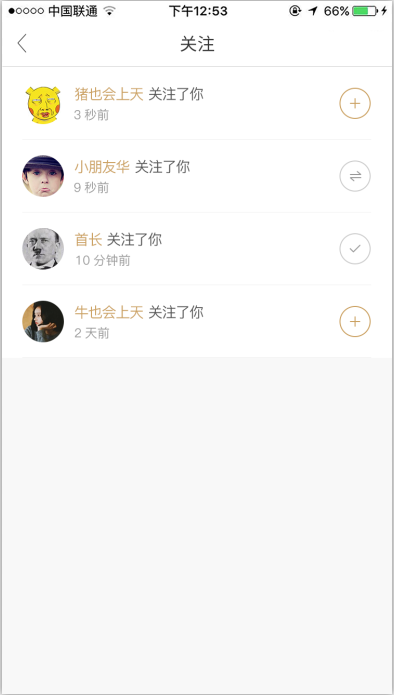 中国联通 下午12:53 66%
关注
猪也会上天 关注了你
3 秒前
小朋友华 关注了你
9 秒前
首长 关注了你
10 分钟前
牛也会上天 关注了你
2 天前